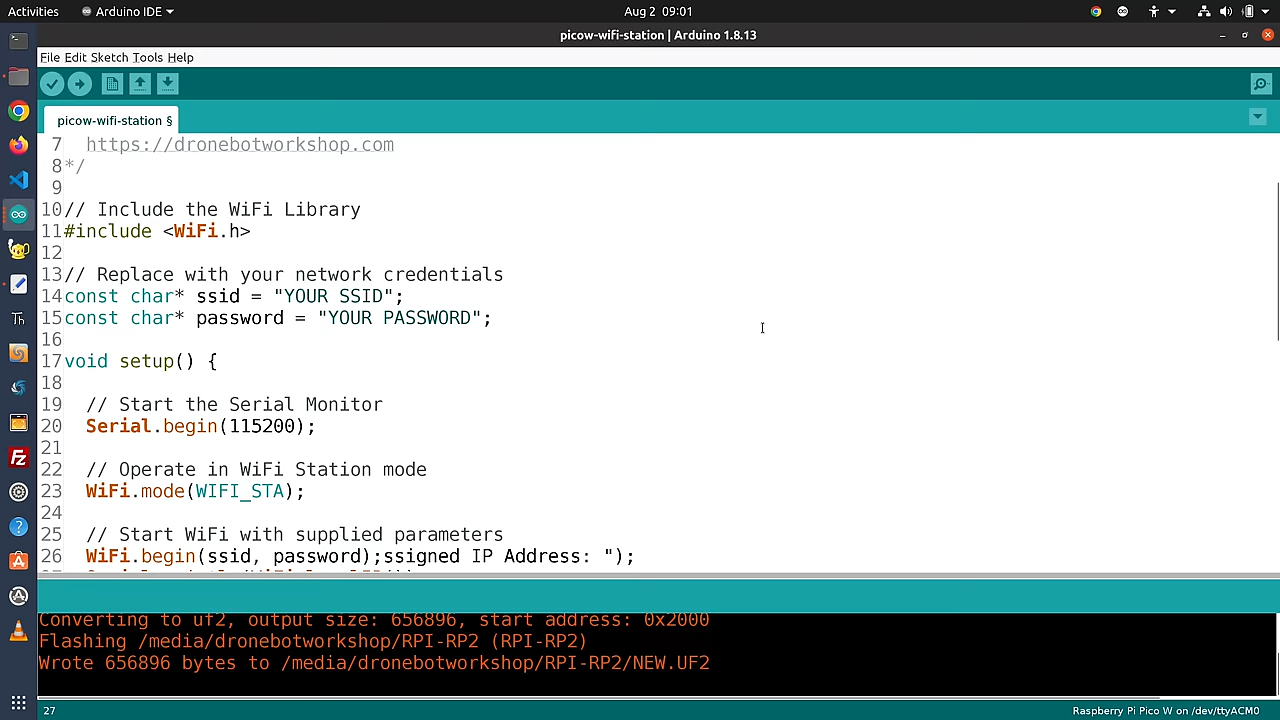 Activities
Arduino IDE
Aug 2 09:01
picow-wifi-station | Arduino 1.8.13
File Edit Sketch Tools Help
picow-wifi-station §
7 https://dronebotworkshop.com
8 */
9
10 // Include the WiFi Library
11 #include <WiFi.h>
12
13 // Replace with your network credentials
14 const char* ssid = "YOUR SSID";
15 const char* password = "YOUR PASSWORD";
16
17 void setup() {
18
19 // Start the Serial Monitor
20 Serial.begin(115200);
21
22 // Operate in WiFi Station mode
23 WiFi.mode(WIFI_STA);
24
25 // Start WiFi with supplied parameters
26 WiFi.begin(ssid, password);ssigned IP Address: ");
Converting to uf2, output size: 656896, start address: 0x2000
Flashing /media/dronebotworkshop/RPI-RP2 (RPI-RP2)
Wrote 656896 bytes to /media/dronebotworkshop/RPI-RP2/NEW.UF2
27
Raspberry Pi Pico W on /dev/ttyACM0